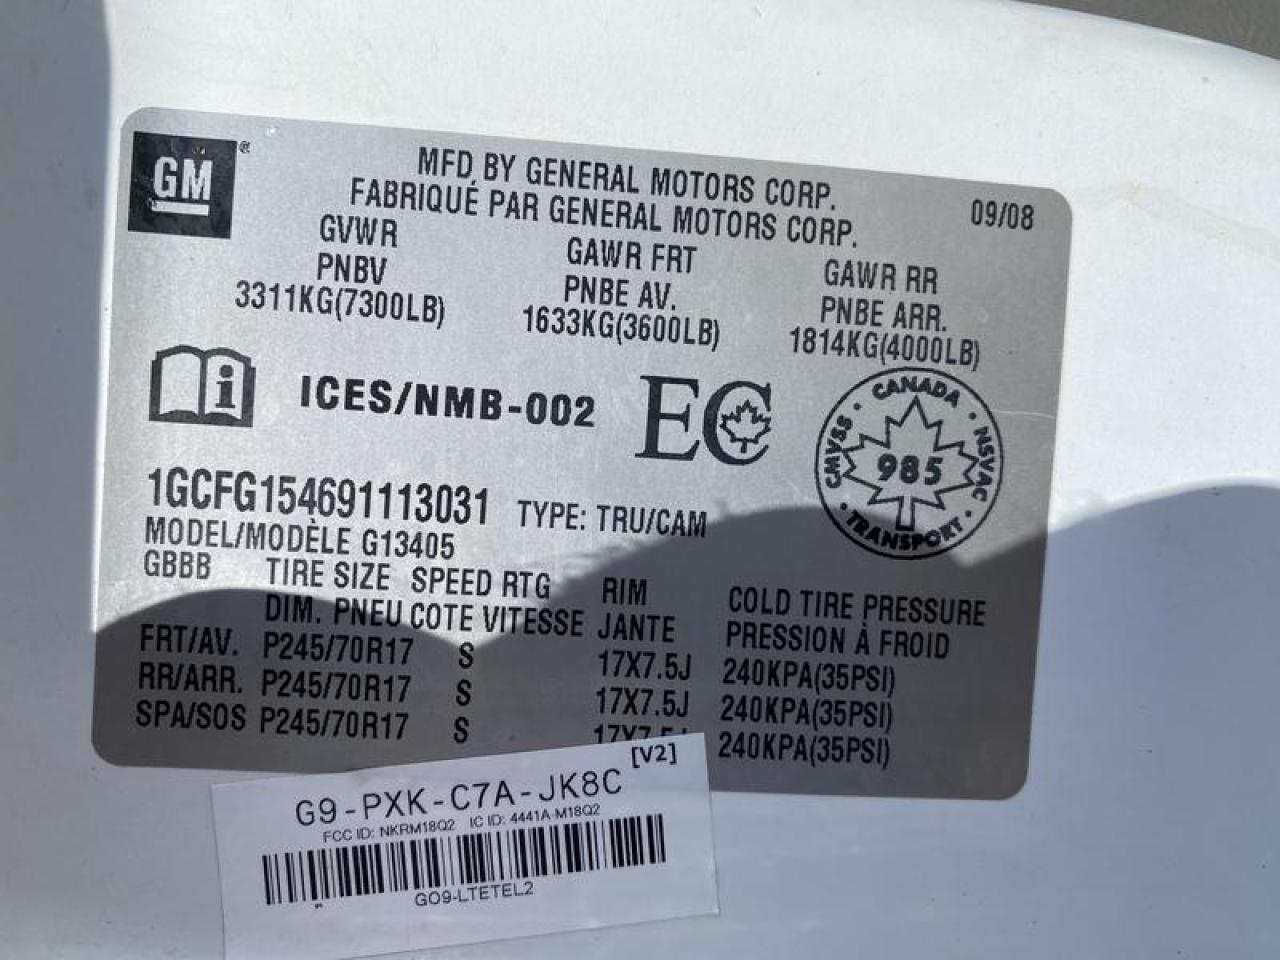 GM®
MFD BY GENERAL MOTORS CORP.
FABRIQUÉ PAR GENERAL MOTORS CORP.
09/08
GVWR GAWR FRT GAWR RR
PNBV PNBE AV. PNBE ARR.
3311KG(7300LB) 1633KG(3600LB) 1814KG(4000LB)
i ICES/NMB-002 EC
CANADA
CMVSS · 985 · NSVAC
TRANSPORT
1GCFG154691113031 TYPE: TRU/CAM
MODEL/MODÈLE G13405
GBBB TIRE SIZE SPEED RTG RIM COLD TIRE PRESSURE
DIM. PNEU COTE VITESSE JANTE PRESSION À FROID
FRT/AV. P245/70R17 S 17X7.5J 240KPA(35PSI)
RR/ARR. P245/70R17 S 17X7.5J 240KPA(35PSI)
SPA/SOS P245/70R17 S 240KPA(35PSI)
[V2]
G9-PXK-C7A-JK8C
FCC ID: NKRM18Q2 IC ID: 4441A-M18Q2
GO9-LTETEL2